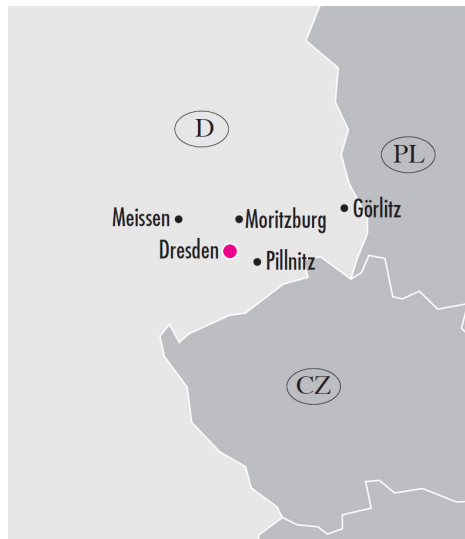 D
PL
Görlitz
Meissen
Moritzburg
Dresden
Pillnitz
CZ